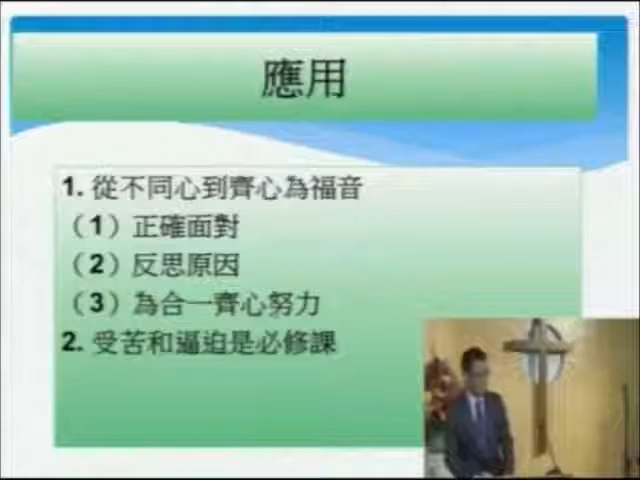 應用
1. 從不同心到齊心為福音
（1）正確面對
（2）反思原因
（3）為合一齊心努力
2. 受苦和逼迫是必修課